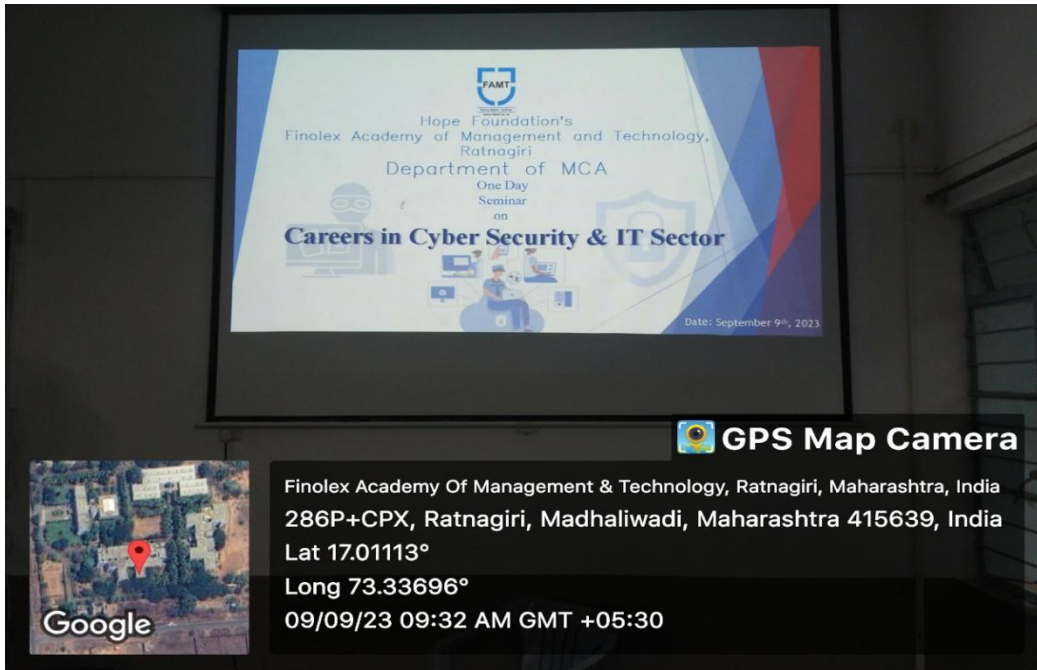 FAMT
Hope Foundation's
Finolex Academy of Management and Technology,
Ratnagiri
Department of MCA
One Day
Seminar
on
Careers in Cyber Security & IT Sector
Date: September 9th, 2023
GPS Map Camera
Finolex Academy Of Management & Technology, Ratnagiri, Maharashtra, India
286P+CPX, Ratnagiri, Madhaliwadi, Maharashtra 415639, India
Lat 17.01113°
Long 73.33696°
09/09/23 09:32 AM GMT +05:30
Google